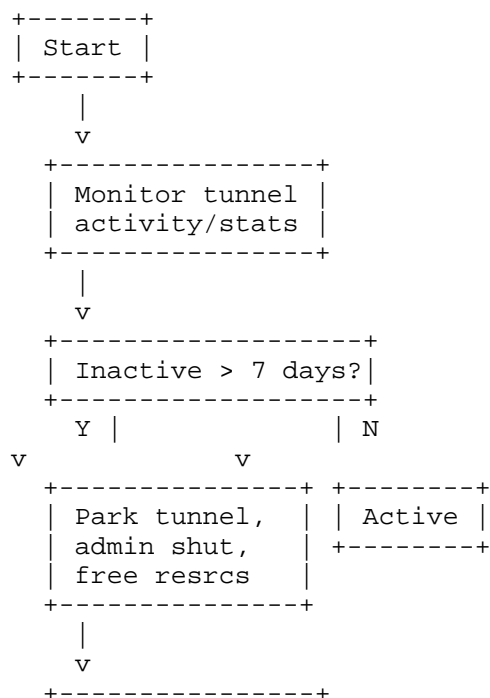 +-------+
| Start |
+-------+
     |
     v
  +----------------+
  | Monitor tunnel |
  | activity/stats |
  +----------------+
    |
    v
  +-------------------+
  | Inactive > 7 days?|
  +-------------------+
    Y |              | N
v              v
  +---------------+ +--------+
  | Park tunnel,  | | Active |
  | admin shut,   | +--------+
  | free resrcs   |
  +---------------+
    |
    v
  +----------------+